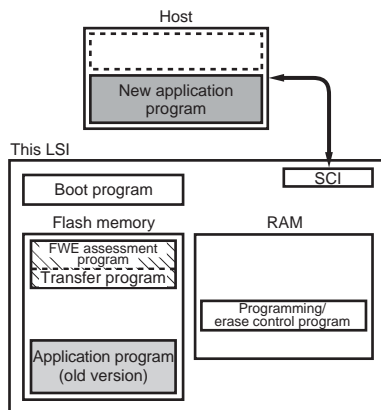 Host
New application
program
This LSI
SCI
Boot program
Flash memory
RAM
FWE assessment
program
Transfer program
Programming/
erase control program
Application program
(old version)